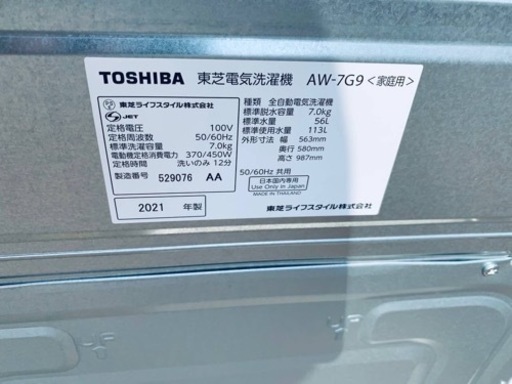 TOSHIBA 東芝電気洗濯機 AW-7G9<家庭用>
東芝ライフスタイル株式会社
S JET
定格電圧 100V
定格周波数 50/60Hz
標準洗濯容量 7.0kg
電動機定格消費電力 370/450W
定格時間 洗いのみ 12分
製造番号 529076 AA
2021 年製
種類 全自動電気洗濯機
標準脱水容量 7.0kg
標準水量 56L
標準使用水量 113L
外形寸法 幅 563mm
奥行 580mm
高さ 987mm
50/60Hz 共用
日本国内専用
Use Only in Japan
MADE IN THAILAND
東芝ライフスタイル株式会社